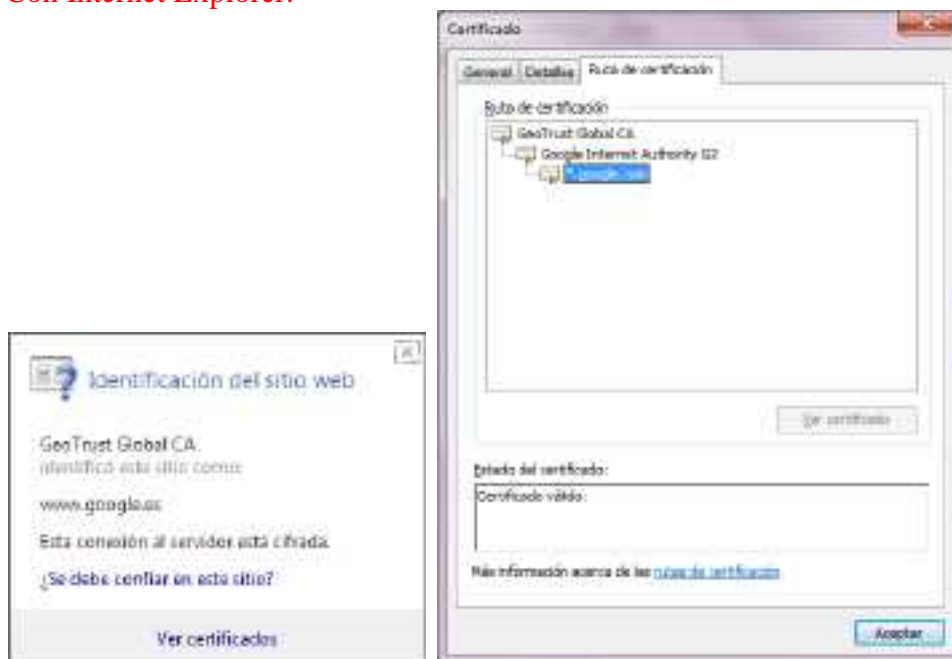 Con Internet Explorer:
Certificado
General Detalles Ruta de certificación
Ruta de certificación
GeoTrust Global CA
Google Internet Authority G2
Ver certificado
Estado del certificado:
Certificado válido.
Más información acerca de las rutas de certificación
Aceptar
Identificación del sitio web
GeoTrust Global CA
identificó este sitio como:
www.google.es
Esta conexión al servidor está cifrada.
¿Se debe confiar en este sitio?
Ver certificados